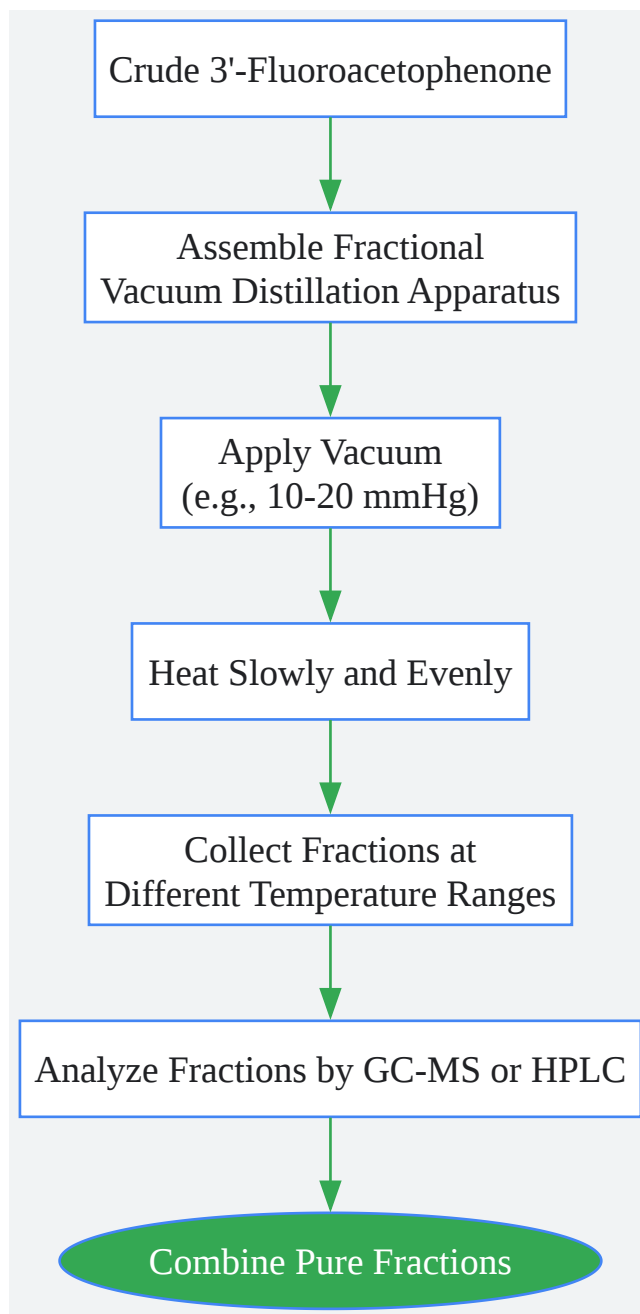 Crude 3'-Fluoroacetophenone
Assemble Fractional
Vacuum Distillation Apparatus
Apply Vacuum
(e.g., 10-20 mmHg)
Heat Slowly and Evenly
Collect Fractions at
Different Temperature Ranges
Analyze Fractions by GC-MS or HPLC
Combine Pure Fractions